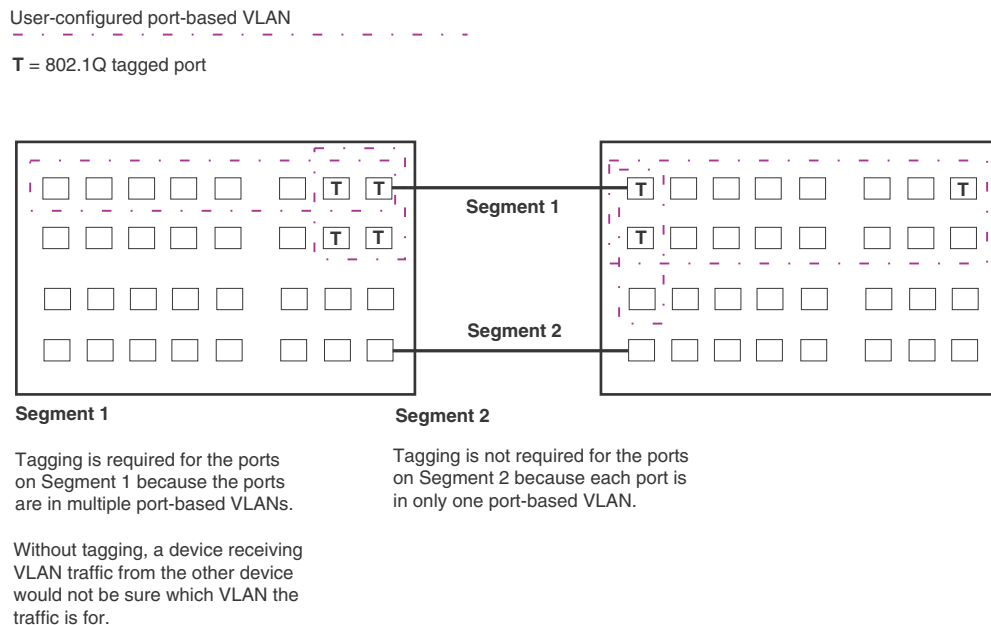 User-configured port-based VLAN
T = 802.1Q tagged port
T T
T T
Segment 1
T T
T
Segment 2
Segment 1
Tagging is required for the ports
on Segment 1 because the ports
are in multiple port-based VLANs.
Without tagging, a device receiving
VLAN traffic from the other device
would not be sure which VLAN the
traffic is for.
Segment 2
Tagging is not required for the ports
on Segment 2 because each port is
in only one port-based VLAN.